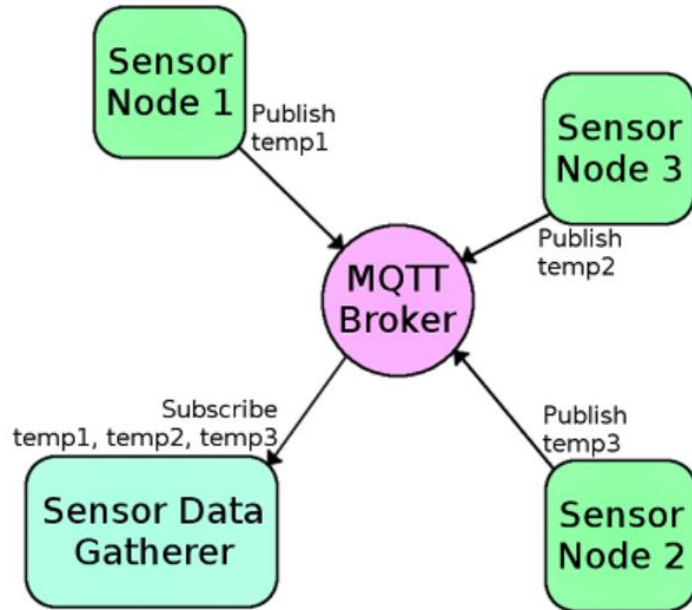 Sensor
Node 1
Publish
temp1
Sensor
Node 3
Publish
temp2
MQTT
Broker
Subscribe
temp1, temp2, temp3
Publish
temp3
Sensor Data
Gatherer
Sensor
Node 2